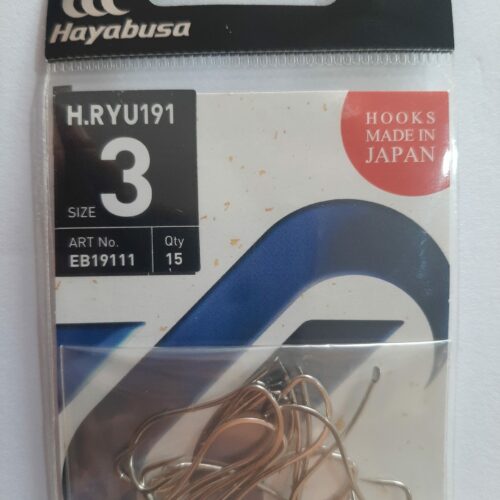 Hayabusa
H.RYU191
SIZE 3
ART No. Qty
EB19111 15
HOOKS
MADE IN
JAPAN